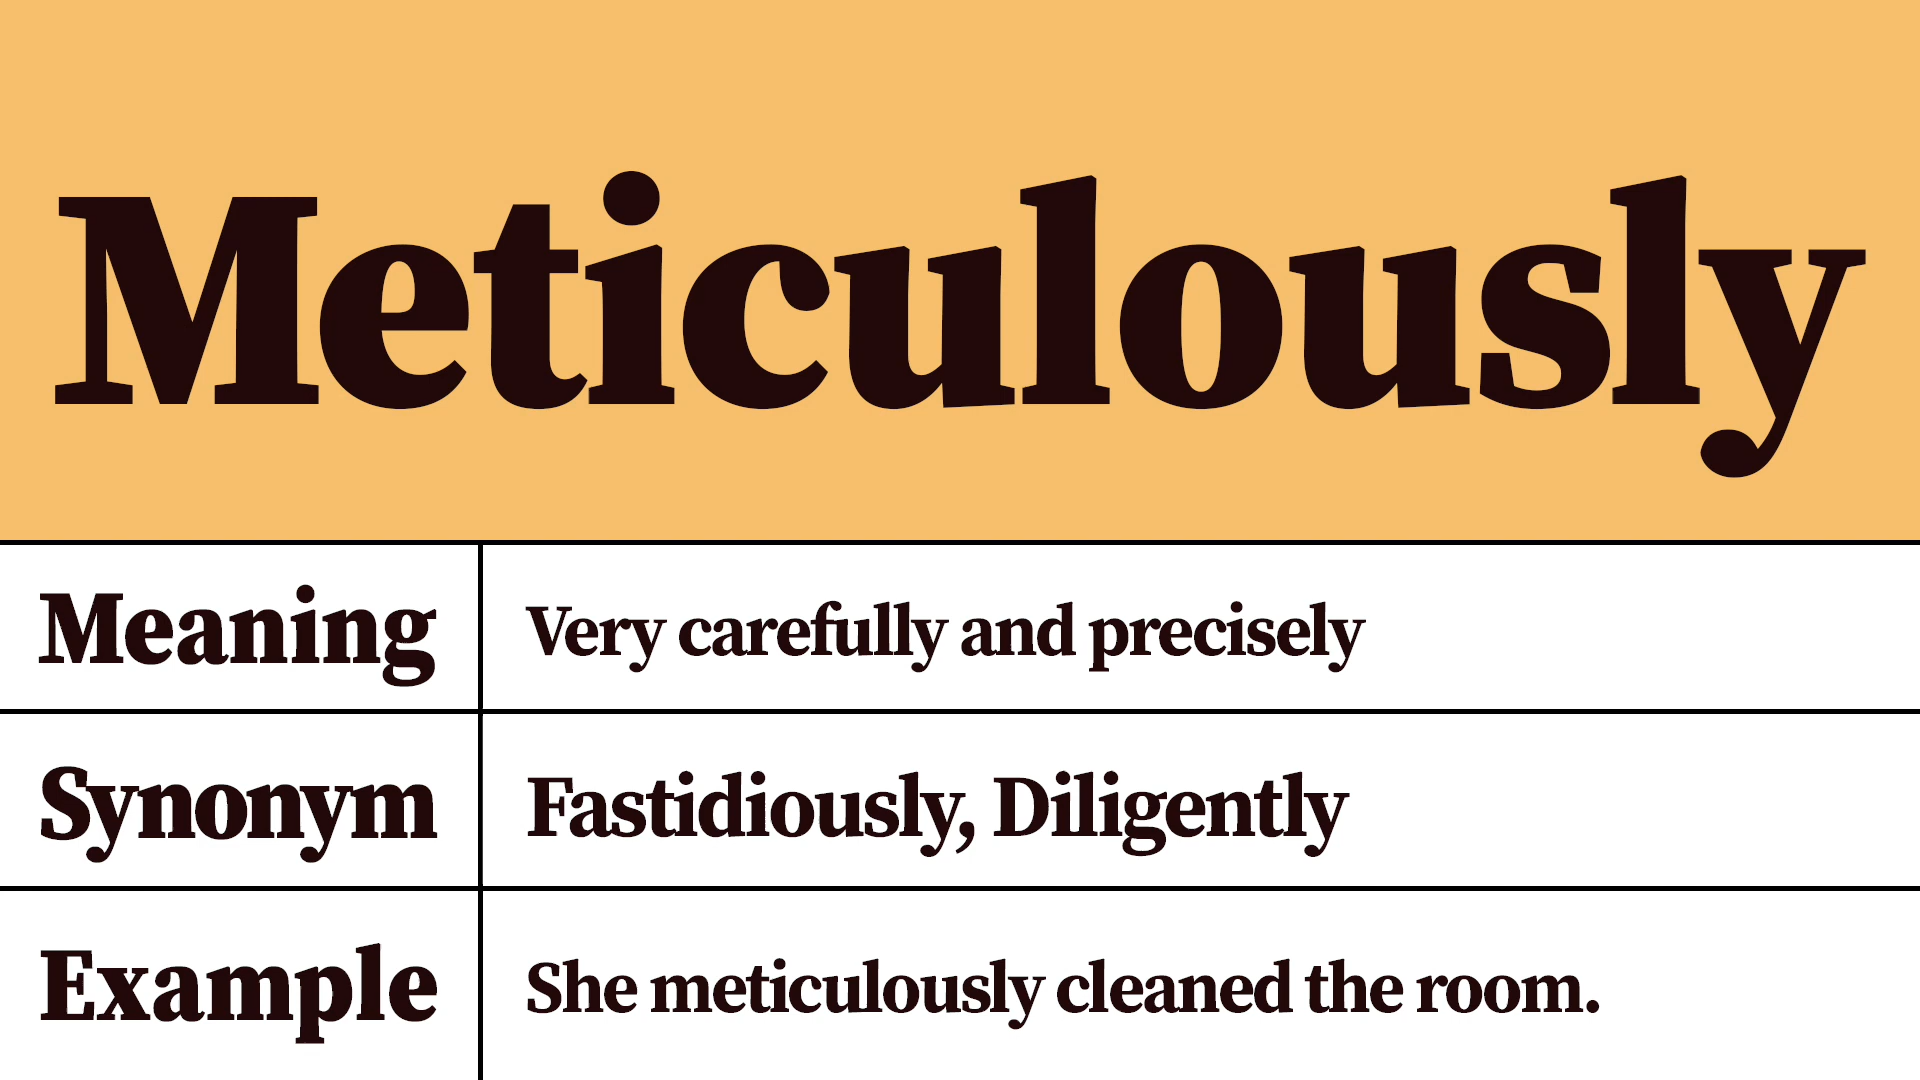 Meticulously
Meaning
Very carefully and precisely
Synonym
Fastidiously, Diligently
Example
She meticulously cleaned the room.